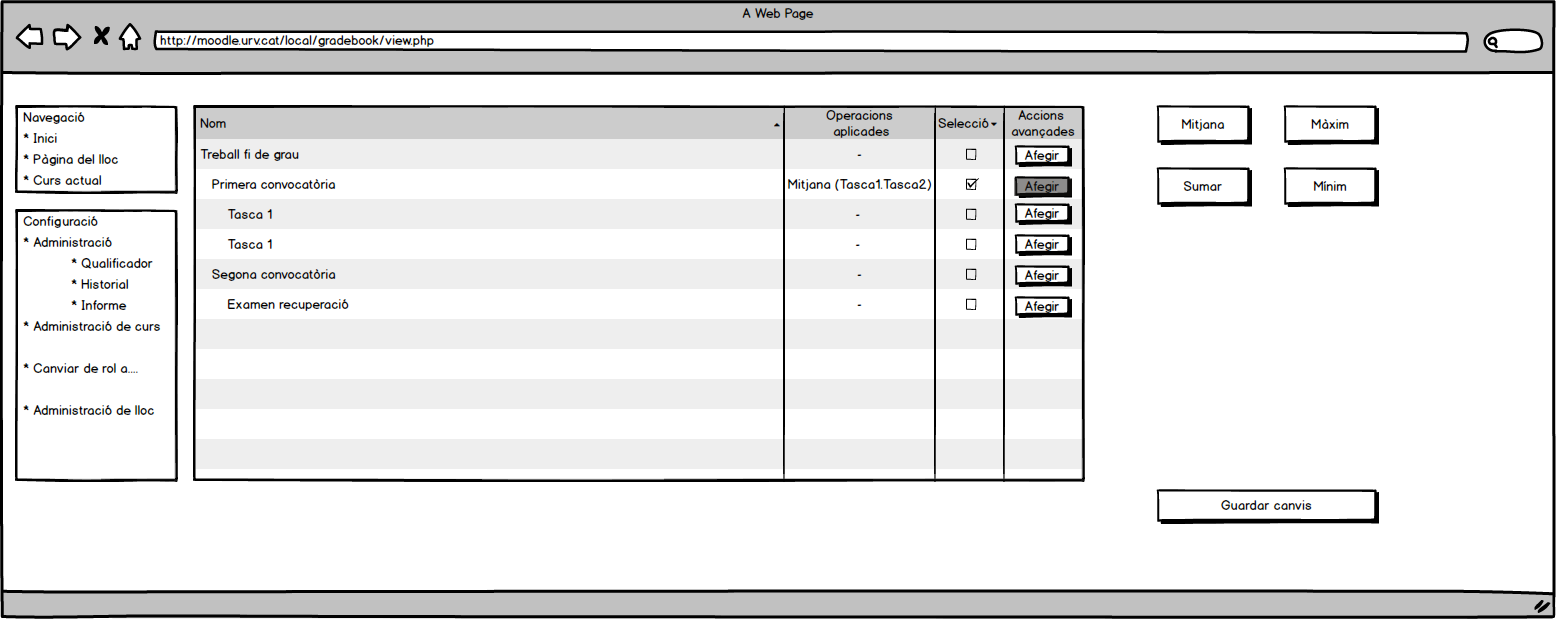 A Web Page
http://moodle.urv.cat/local/gradebook/view.php
Navegació
* Inici
* Pàgina del lloc
* Curs actual
Configuració
* Administració
* Qualificador
* Historial
* Informe
* Administració de curs
* Canviar de rol a....
* Administració de lloc
Nom
Operacions
aplicades
Selecció
Accions
avançades
Treball fi de grau - Afegir
Primera convocatòria Mitjana (Tasca1.Tasca2) Afegir
Tasca 1 - Afegir
Tasca 1 - Afegir
Segona convocatòria - Afegir
Examen recuperació - Afegir
Mitjana Màxim
Sumar Mínim
Guardar canvis